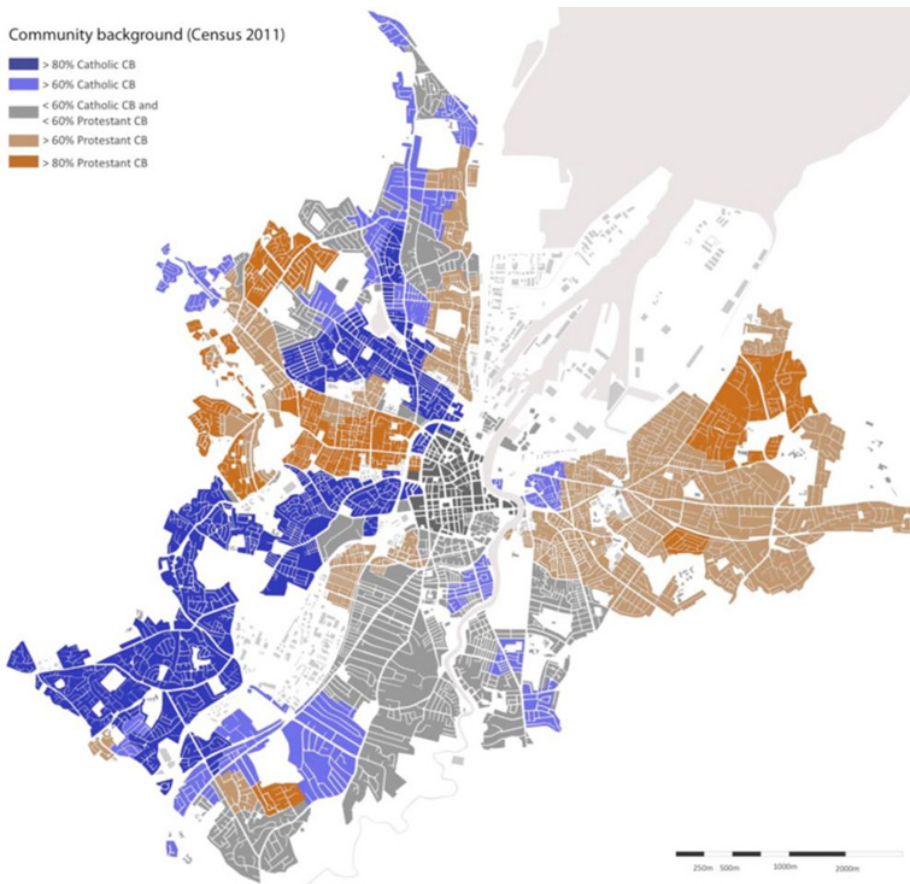 Community background (Census 2011)
> 80% Catholic CB
> 60% Catholic CB
< 60% Catholic CB and
< 60% Protestant CB
> 60% Protestant CB
> 80% Protestant CB
250m 500m 1000m 2000m